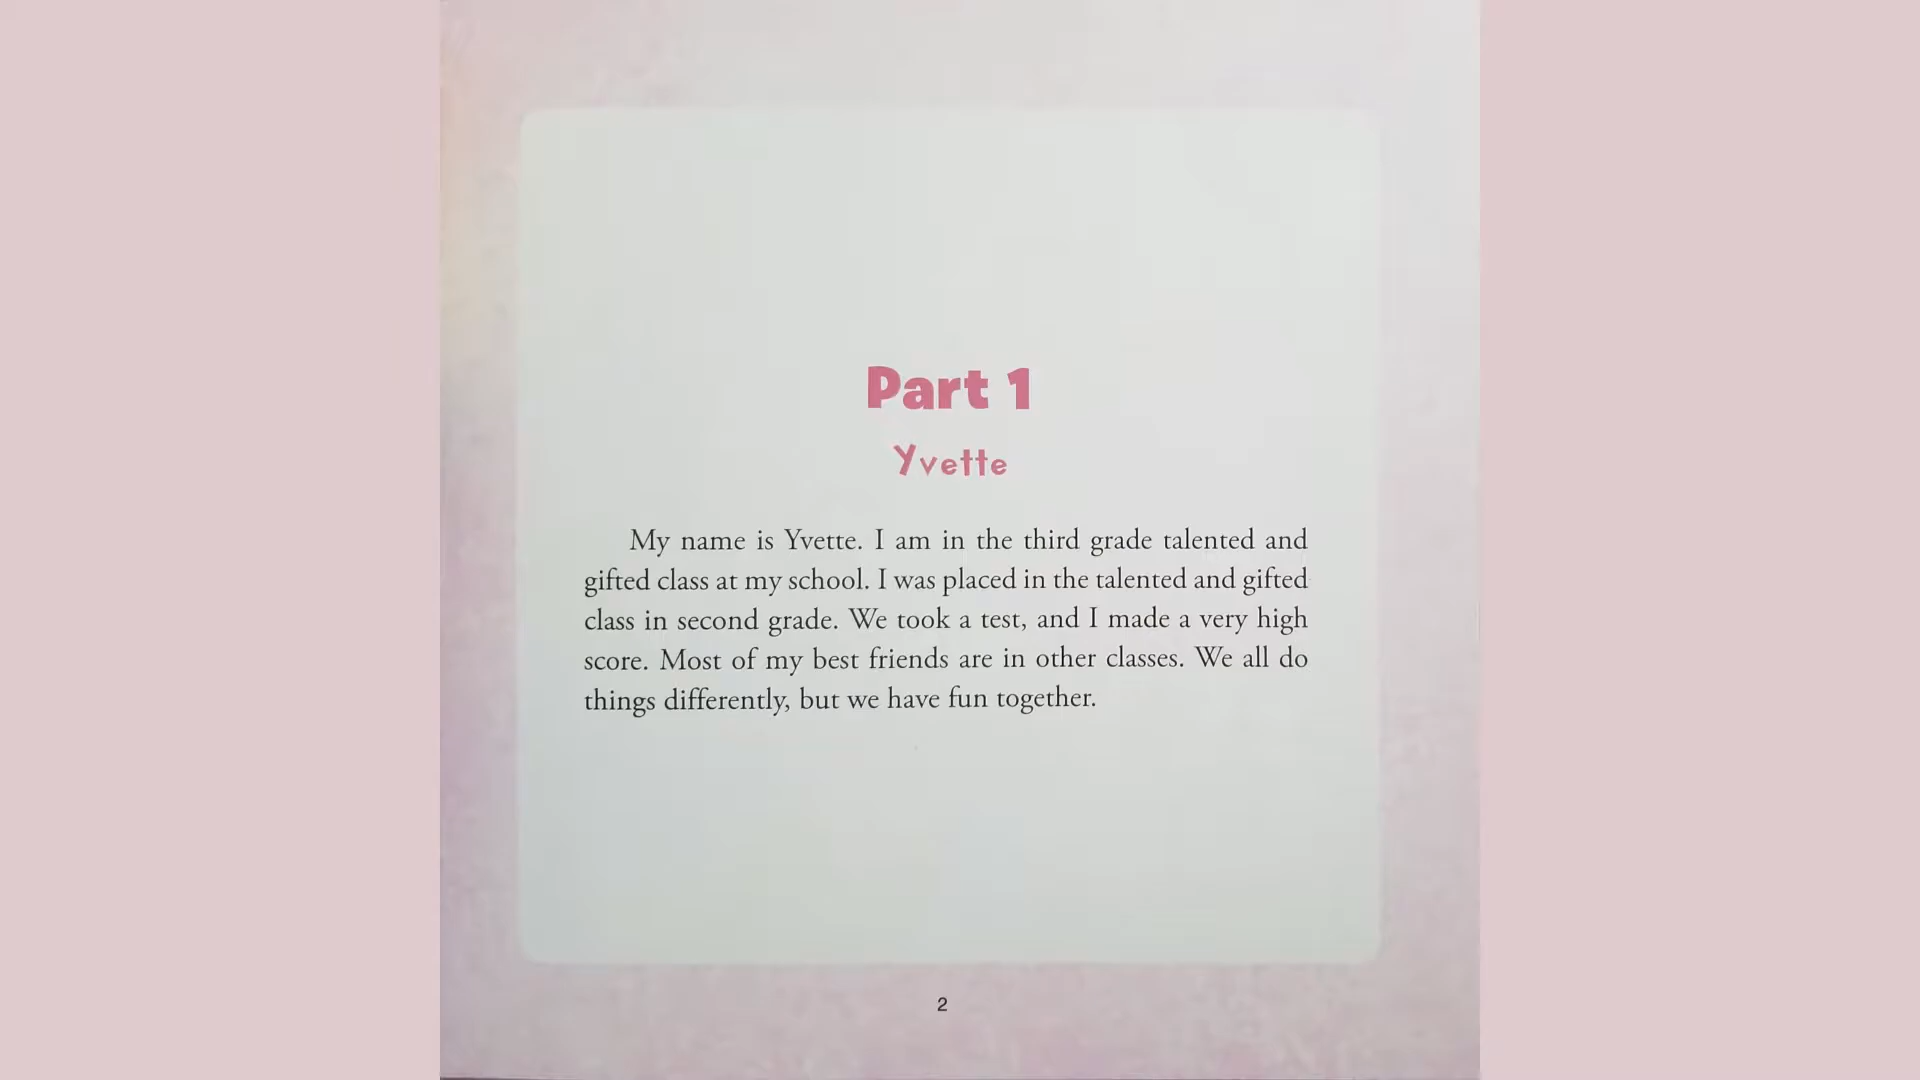 Part 1
Yvette
My name is Yvette. I am in the third grade talented and
gifted class at my school. I was placed in the talented and gifted
class in second grade. We took a test, and I made a very high
score. Most of my best friends are in other classes. We all do
things differently, but we have fun together.
2